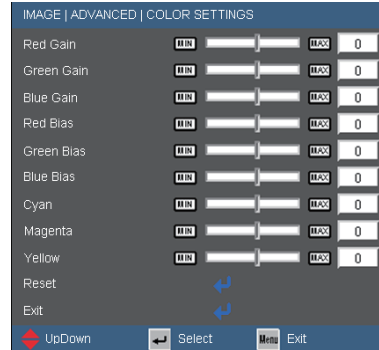 IMAGE | ADVANCED | COLOR SETTINGS
Red Gain MIN MAX 0
Green Gain MIN MAX 0
Blue Gain MIN MAX 0
Red Bias MIN MAX 0
Green Bias MIN MAX 0
Blue Bias MIN MAX 0
Cyan MIN MAX 0
Magenta MIN MAX 0
Yellow MIN MAX 0
Reset
Exit
UpDown Select Menu Exit